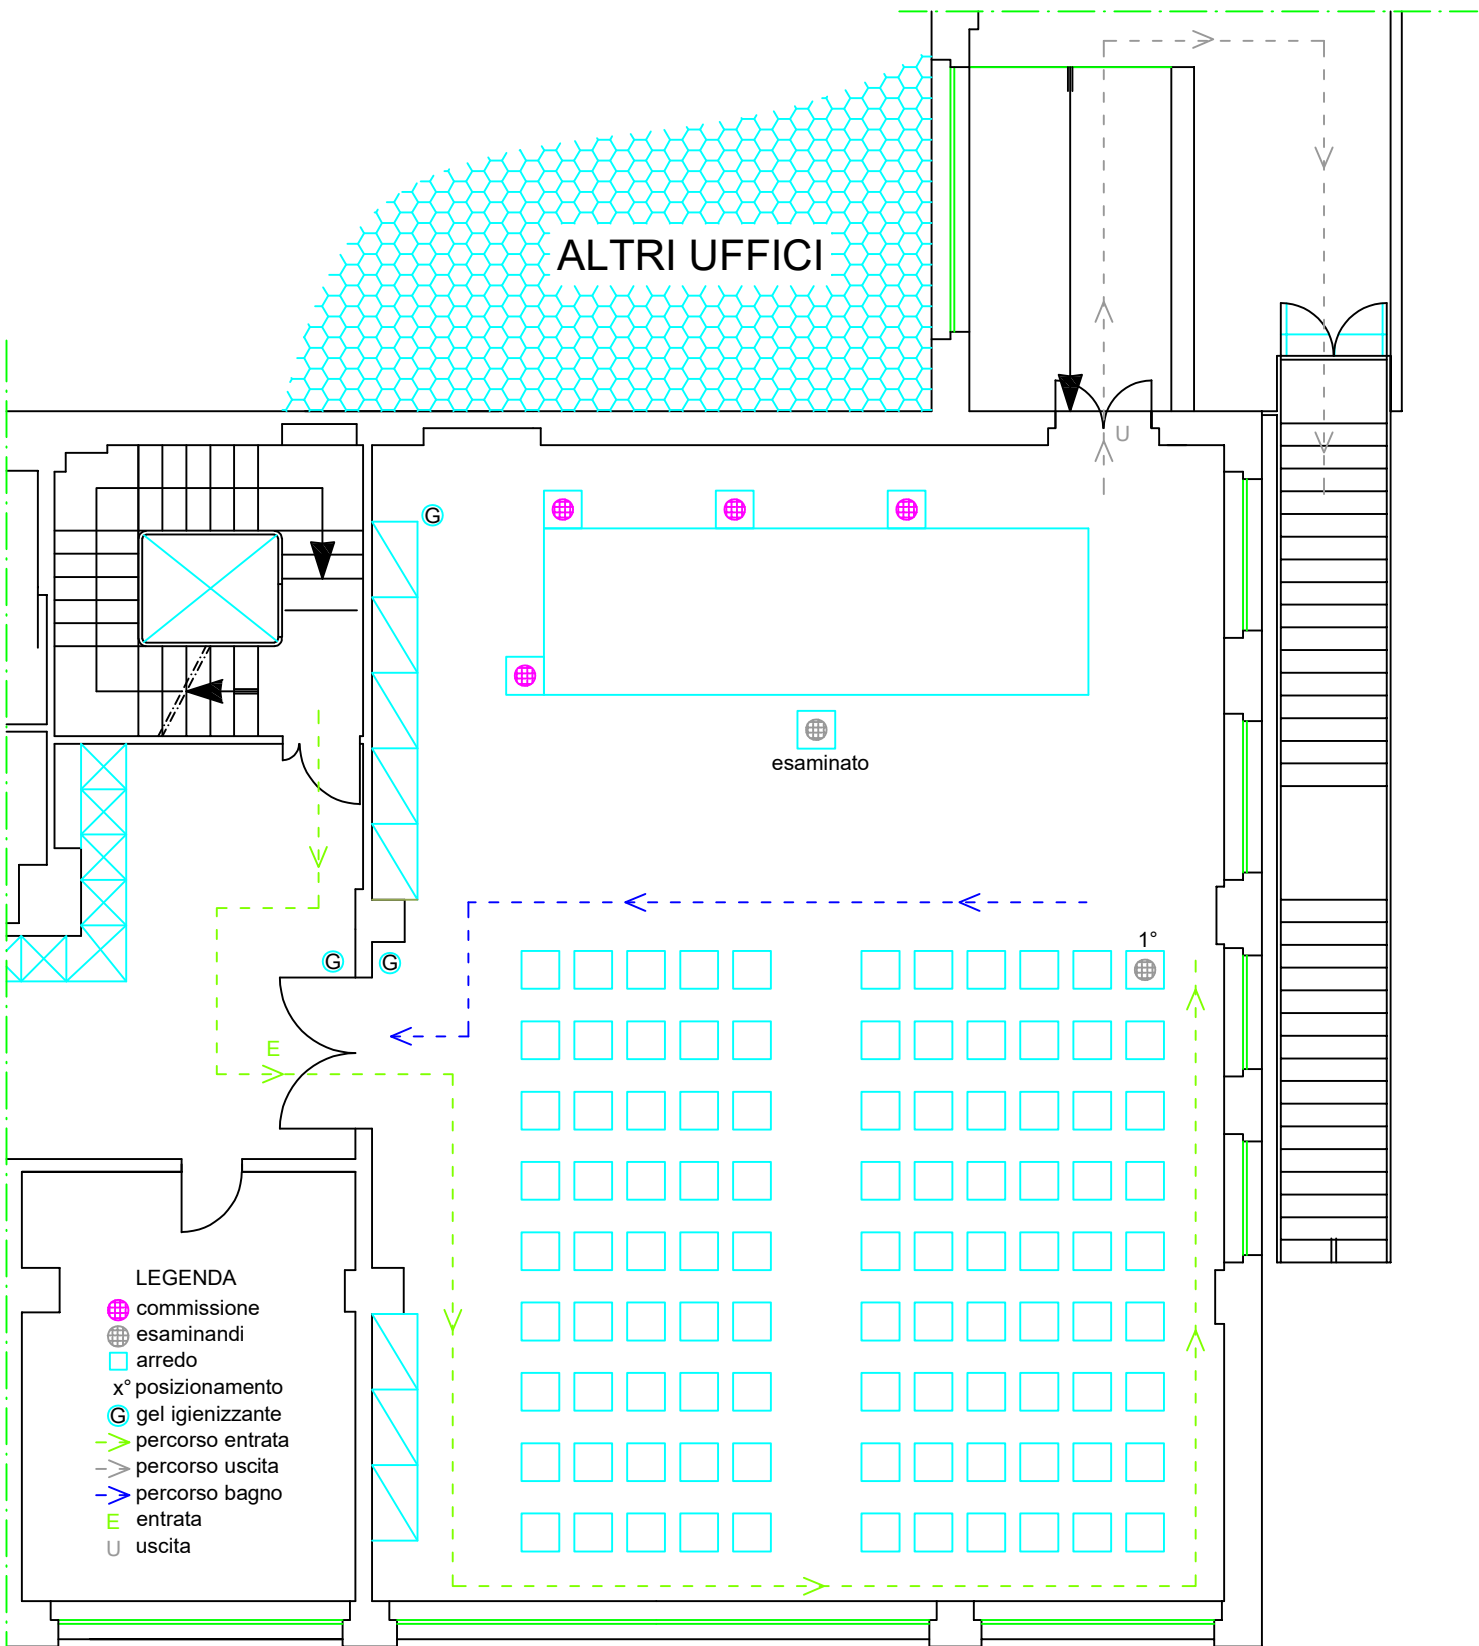 ALTRI UFFICI
U
G
esaminato
1°
G
G
E
LEGENDA
commissione
esaminandi
arredo
x° posizionamento
G gel igienizzante
percorso entrata
percorso uscita
percorso bagno
E entrata
U uscita